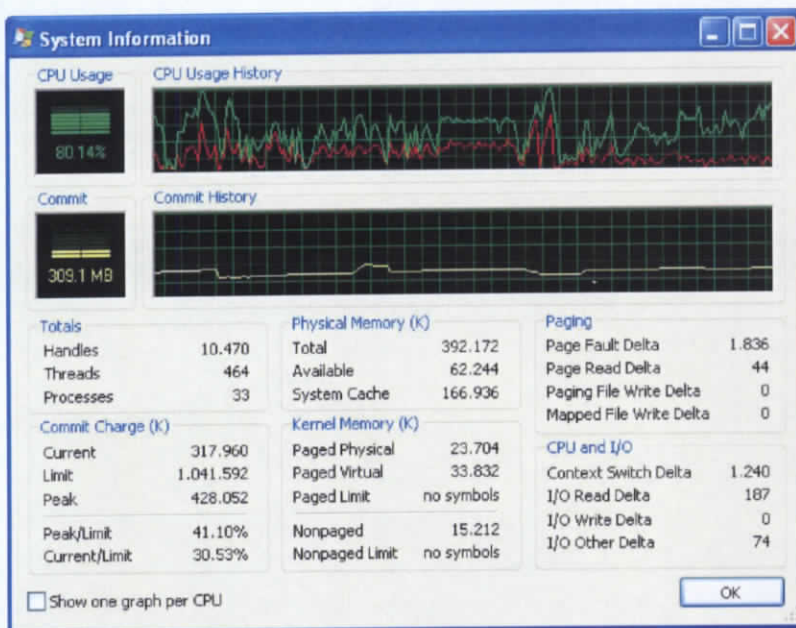 System Information
CPU Usage
CPU Usage History
80.14%
Commit
Commit History
309.1 MB
Totals
Handles 10.470
Threads 464
Processes 33
Physical Memory (K)
Total 392.172
Available 62.244
System Cache 166.936
Paging
Page Fault Delta 1.836
Page Read Delta 44
Paging File Write Delta 0
Mapped File Write Delta 0
Commit Charge (K)
Current 317.960
Limit 1.041.592
Peak 428.052
Peak/Limit 41.10%
Current/Limit 30.53%
Kernel Memory (K)
Paged Physical 23.704
Paged Virtual 33.832
Paged Limit no symbols
Nonpaged 15.212
Nonpaged Limit no symbols
CPU and I/O
Context Switch Delta 1.240
I/O Read Delta 187
I/O Write Delta 0
I/O Other Delta 74
Show one graph per CPU
OK